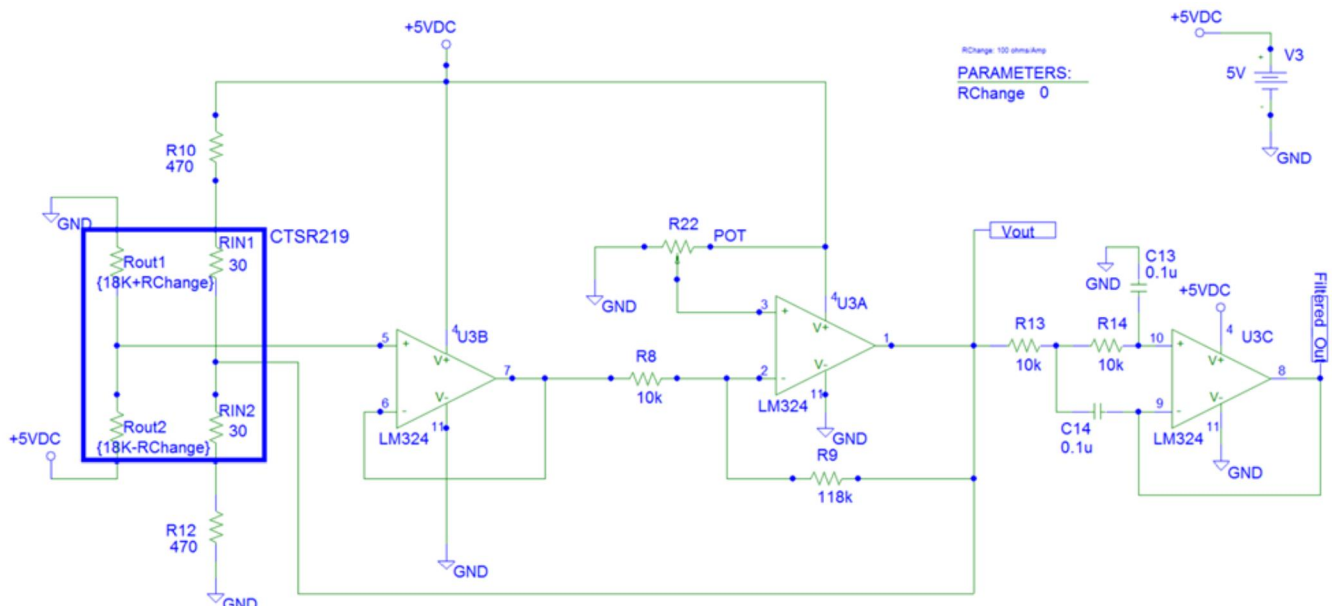 +5VDC
+5VDC
V3
+
5V
-
GND
RChange: 100 ohms/Amp
PARAMETERS:
RChange 0
R10
470
GND
CTSR219
Rout1
{18K+RChange}
RIN1
30
Rout2
{18K-RChange}
RIN2
30
+5VDC
R12
470
GND
5
+
6
-
4
V+
U3B
7
V-
11
LM324
GND
R8
10k
R22
POT
GND
3
+
2
-
4
V+
U3A
1
V-
11
LM324
GND
R9
118k
Vout
R13
10k
R14
10k
C13
0.1u
GND
C14
0.1u
+5VDC
4
U3C
10
+
9
-
V+
V-
8
11
LM324
GND
Filtered_Out